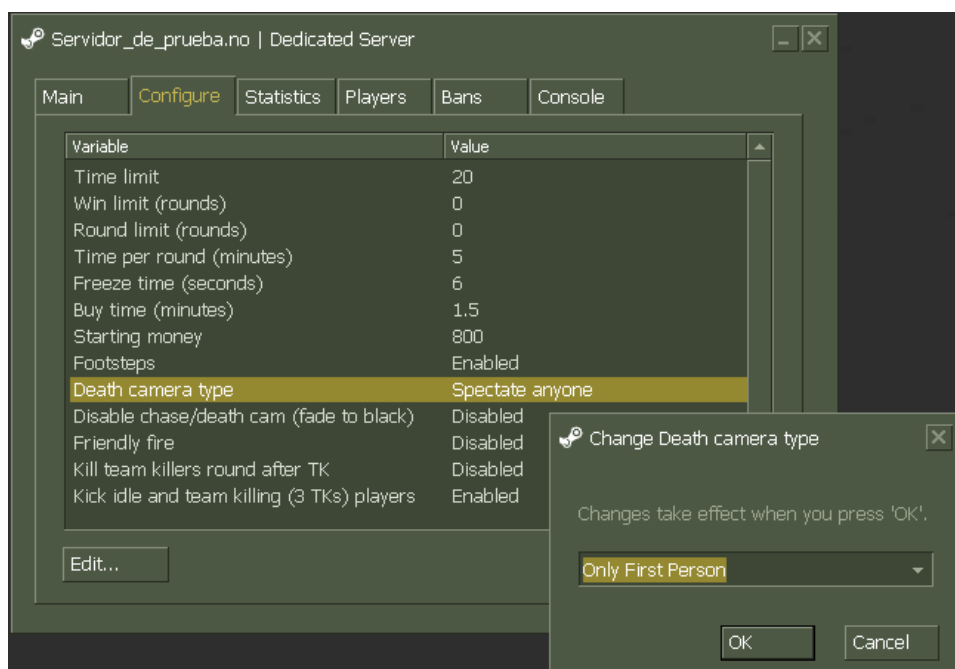 Servidor_de_prueba.no | Dedicated Server
Main Configure Statistics Players Bans Console
Variable Value
Time limit 20
Win limit (rounds) 0
Round limit (rounds) 0
Time per round (minutes) 5
Freeze time (seconds) 6
Buy time (minutes) 1.5
Starting money 800
Footsteps Enabled
Death camera type Spectate anyone
Disable chase/death cam (fade to black) Disabled
Friendly fire Disabled
Kill team killers round after TK Disabled
Kick idle and team killing (3 TKs) players Enabled
Edit...
Change Death camera type
Changes take effect when you press 'OK'.
Only First Person
OK Cancel